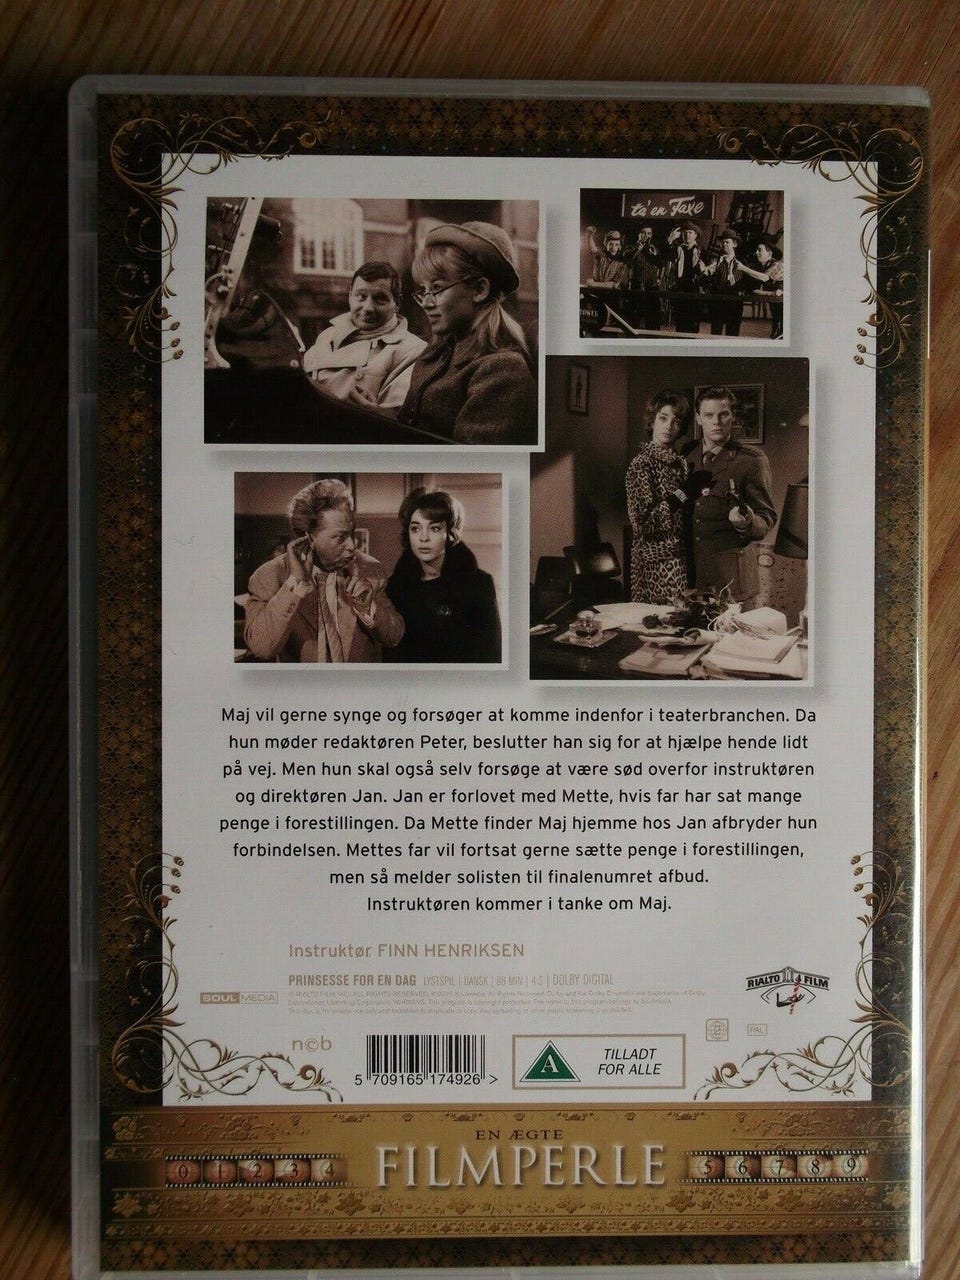 ta' en Faxe
Maj vil gerne synge og forsøger at komme indenfor i teaterbranchen. Da
hun møder redaktøren Peter, beslutter han sig for at hjælpe hende lidt
på vej. Men hun skal også selv forsøge at være sød overfor instruktøren
og direktøren Jan. Jan er forlovet med Mette, hvis far har sat mange
penge i forestillingen. Da Mette finder Maj hjemme hos Jan afbryder hun
forbindelsen. Mettes far vil fortsat gerne sætte penge i forestillingen,
men så melder solisten til finalenumret afbud.
Instruktøren kommer i tanke om Maj.
Instruktør FINN HENRIKSEN
PRINSESSE FOR EN DAG LYSTSPIL | DANSK | 86 MIN | 4:3 | DOLBY DIGITAL
SOUL MEDIA
RIALTO FILM
PAL
n©b
5 709165 174926 >
A
TILLADT
FOR ALLE
EN ÆGTE
FILMPERLE
0 1 2 3 4 5 6 7 8 9